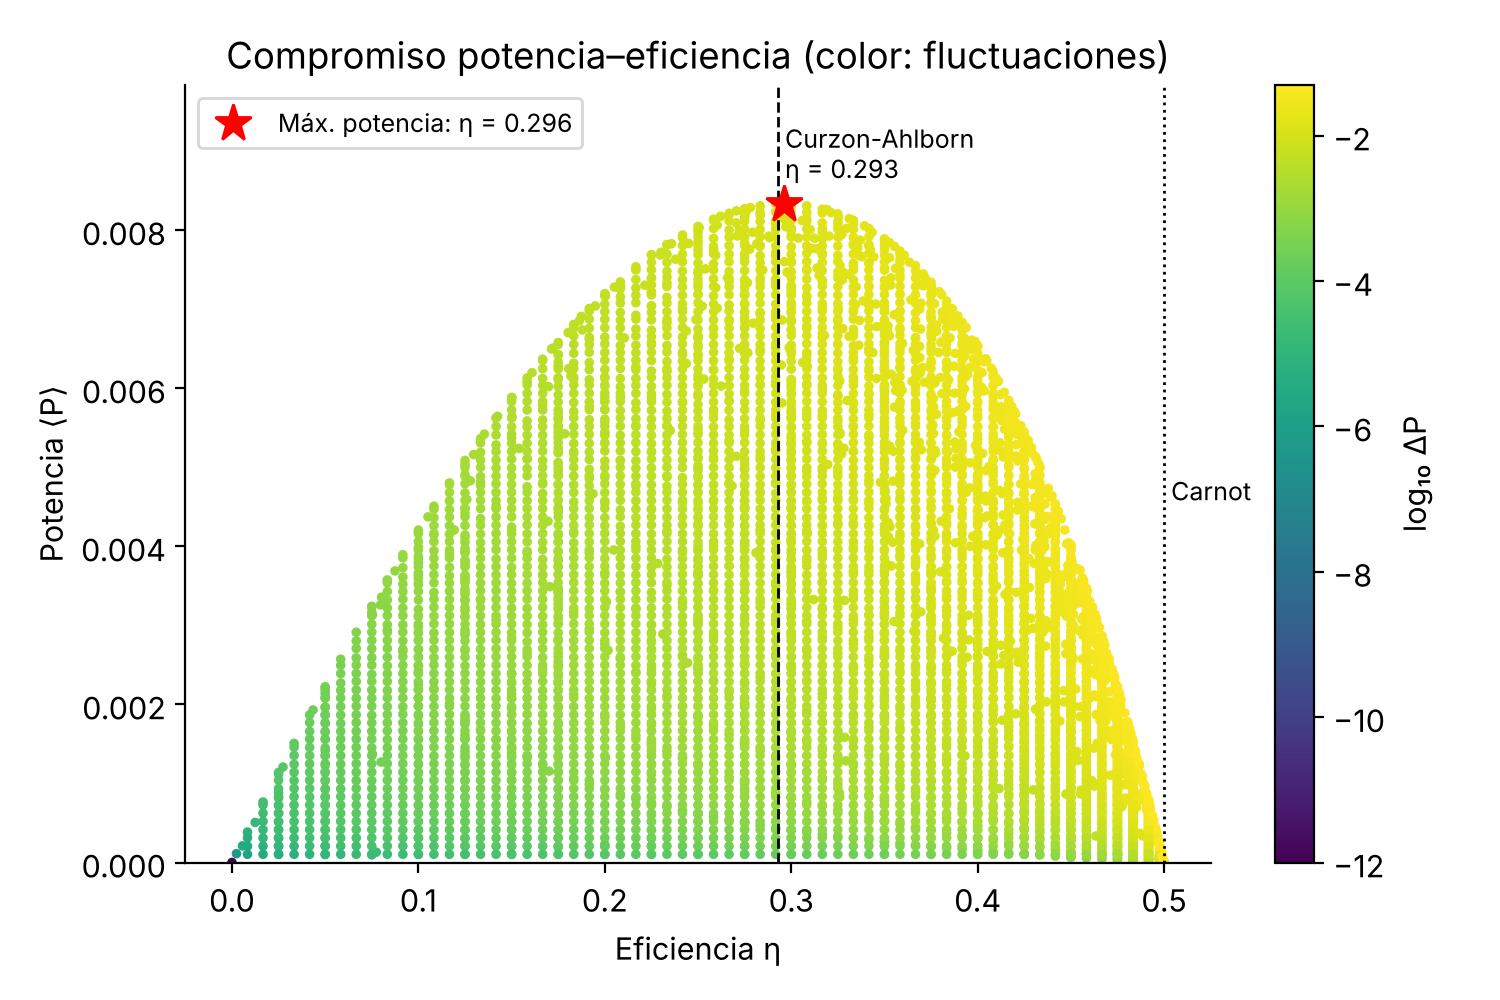 Compromiso potencia–eficiencia (color: fluctuaciones)
Máx. potencia: η = 0.296
Curzon-Ahlborn
η = 0.293
Carnot
Potencia ⟨P⟩
0.008
0.006
0.004
0.002
0.000
0.0
0.1
0.2
0.3
0.4
0.5
Eficiencia η
−2
−4
−6
−8
−10
−12
log₁₀ ΔP